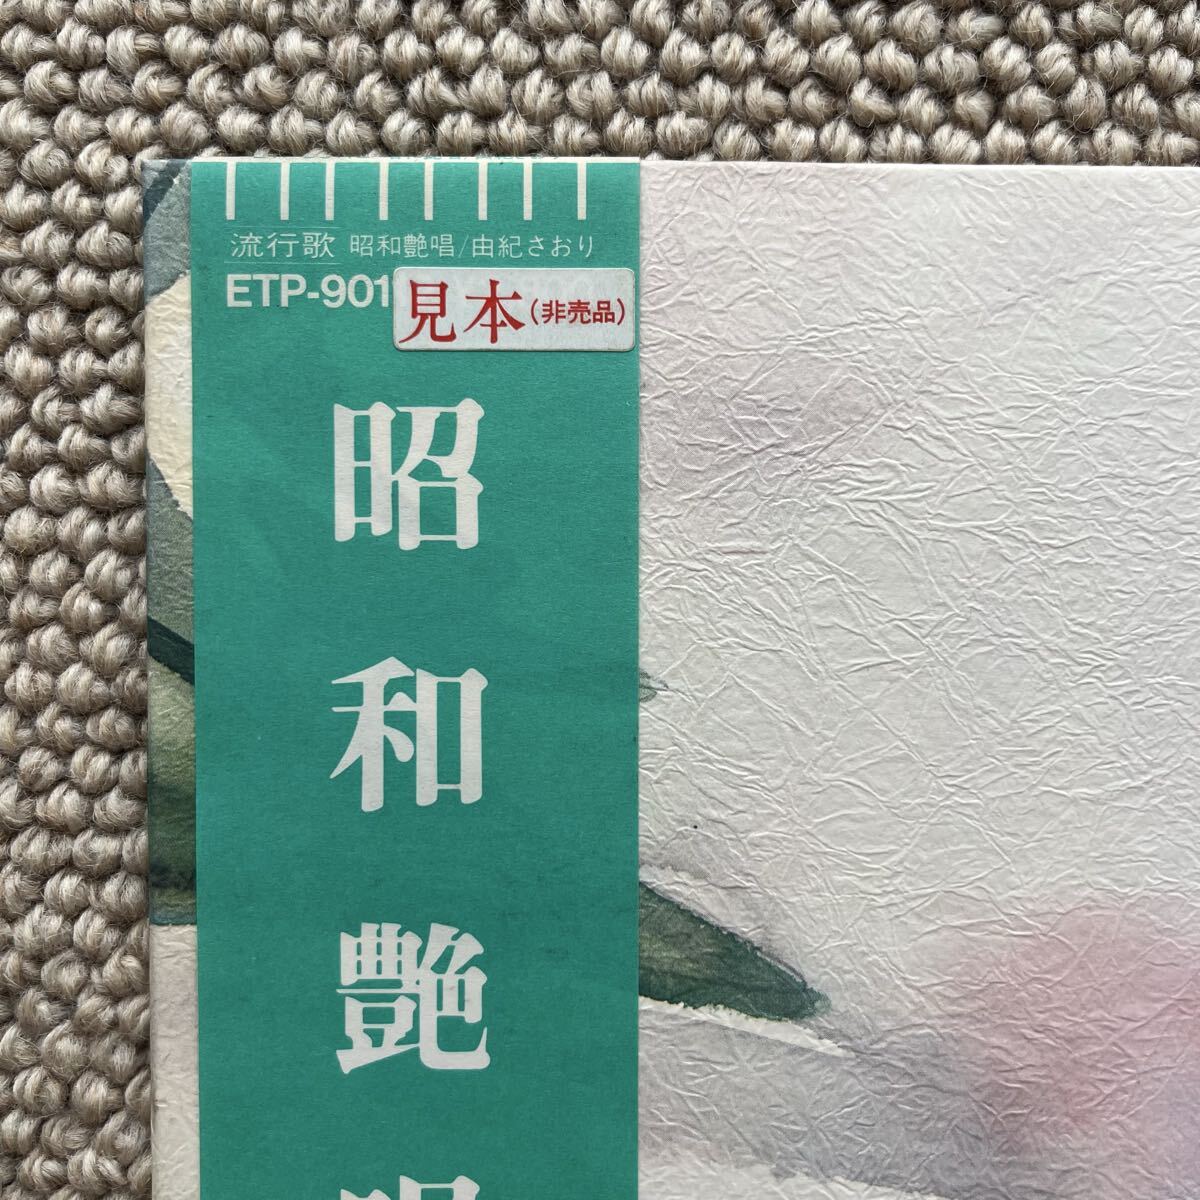 流行歌 昭和艶唱/由紀さおり
ETP-901
見本(非売品)
昭和艶唱